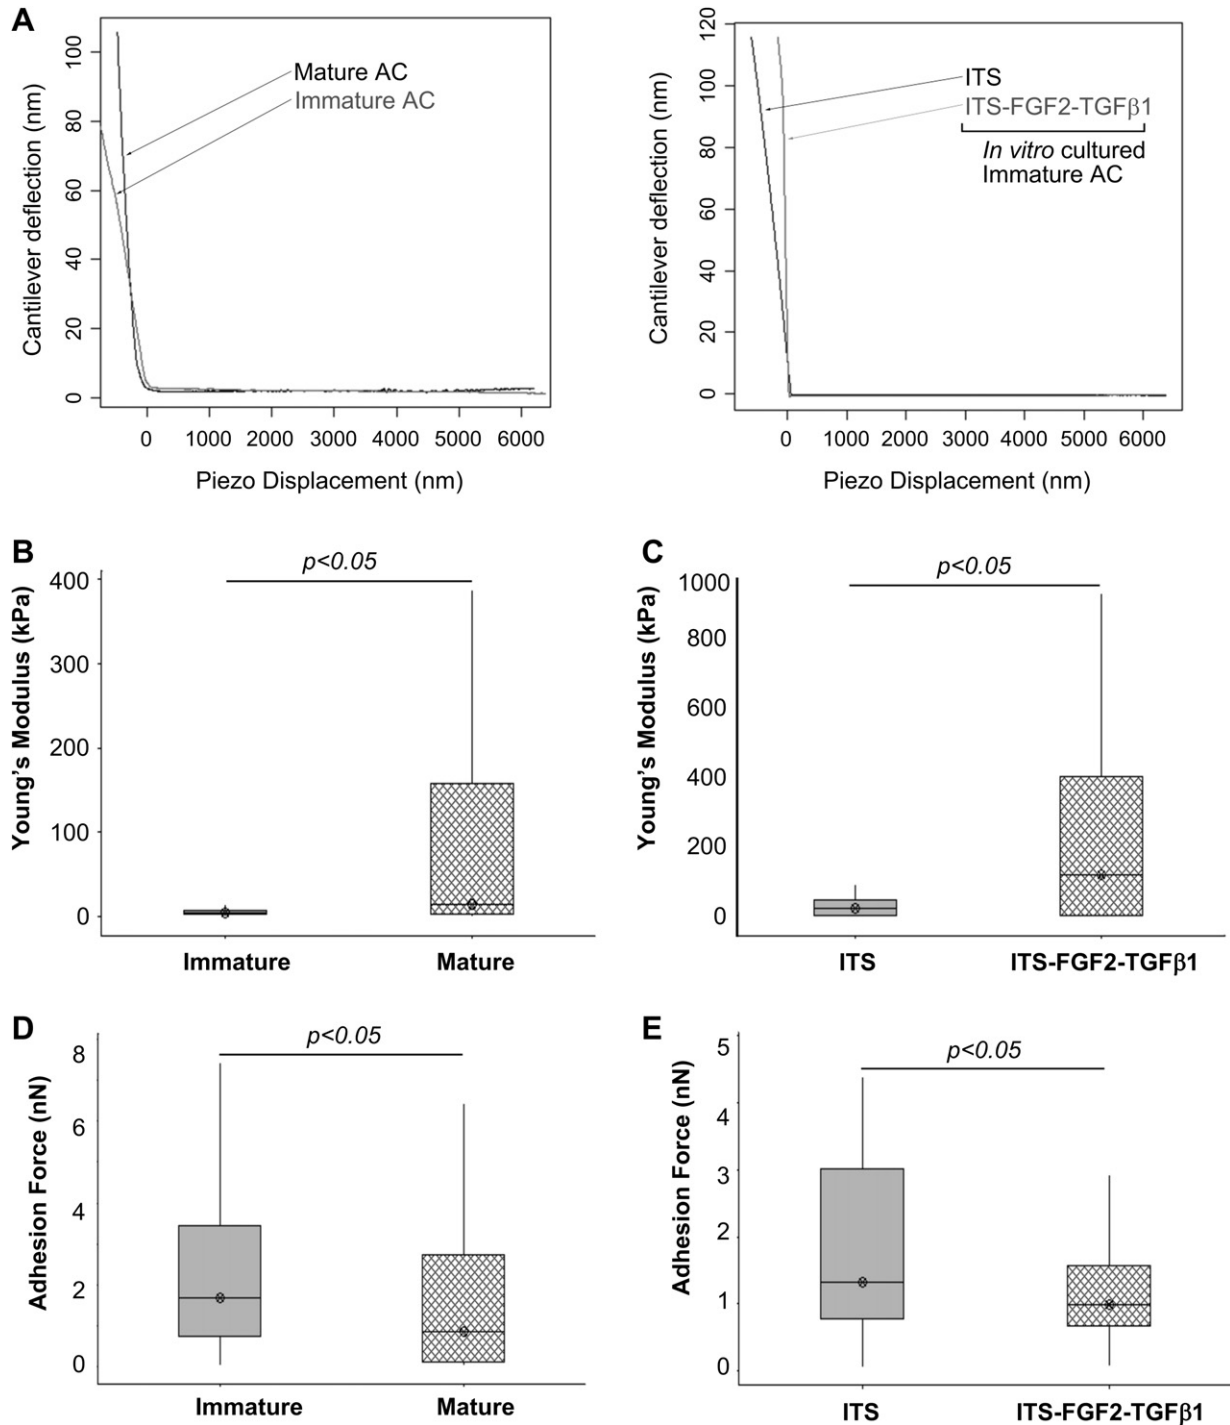 A
Cantilever deflection (nm)
100
80
60
40
20
0
Mature AC
Immature AC
0 1000 2000 3000 4000 5000 6000
Piezo Displacement (nm)
Cantilever deflection (nm)
120
100
80
60
40
20
0
ITS
ITS-FGF2-TGFβ1
In vitro cultured
Immature AC
0 1000 2000 3000 4000 5000 6000
Piezo Displacement (nm)
B
p<0.05
Young's Modulus (kPa)
400
300
200
100
0
Immature Mature
C
p<0.05
Young's Modulus (kPa)
1000
800
600
400
200
0
ITS ITS-FGF2-TGFβ1
D
p<0.05
Adhesion Force (nN)
8
6
4
2
0
Immature Mature
E
p<0.05
Adhesion Force (nN)
5
4
3
2
1
0
ITS ITS-FGF2-TGFβ1